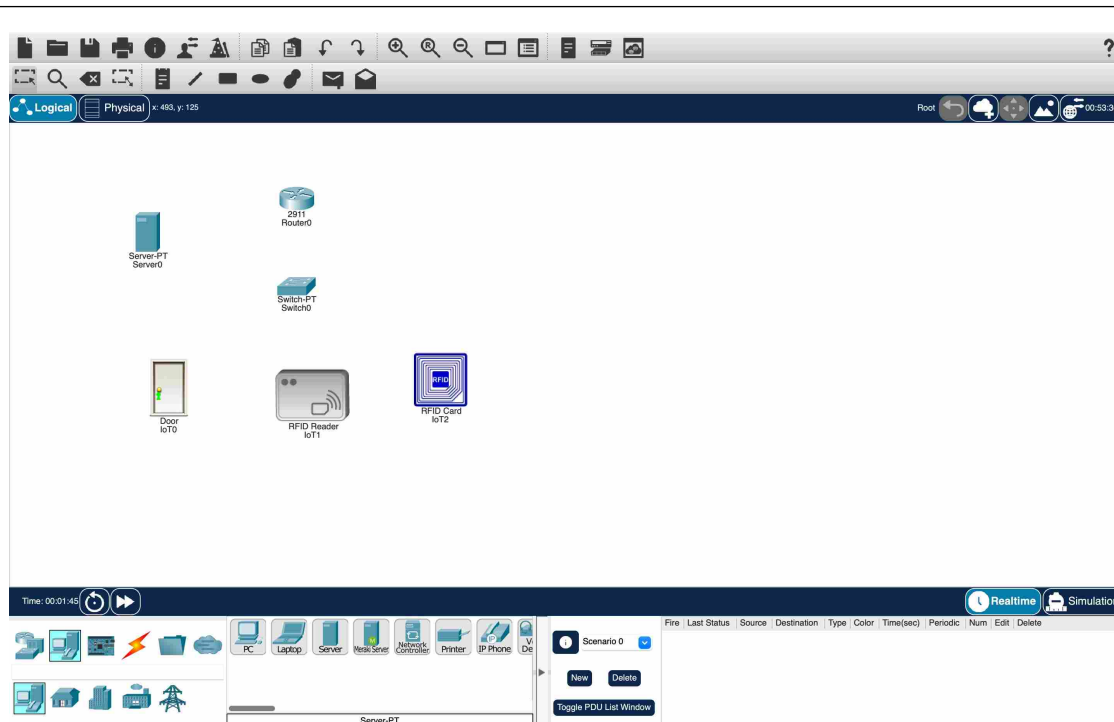 ?
Logical
Physical
x: 493, y: 125
Root
00:53:3
2911
Router0
Server-PT
Server0
Switch-PT
Switch0
RFID
Door
IoT0
RFID Reader
IoT1
RFID Card
IoT2
Time: 00:01:45
Realtime
Simulation
PC
Laptop
Server
Meraki Server
Network
Controller
Printer
IP Phone
Server-PT
Scenario 0
New
Delete
Toggle PDU List Window
Fire Last Status Source Destination Type Color Time(sec) Periodic Num Edit Delete